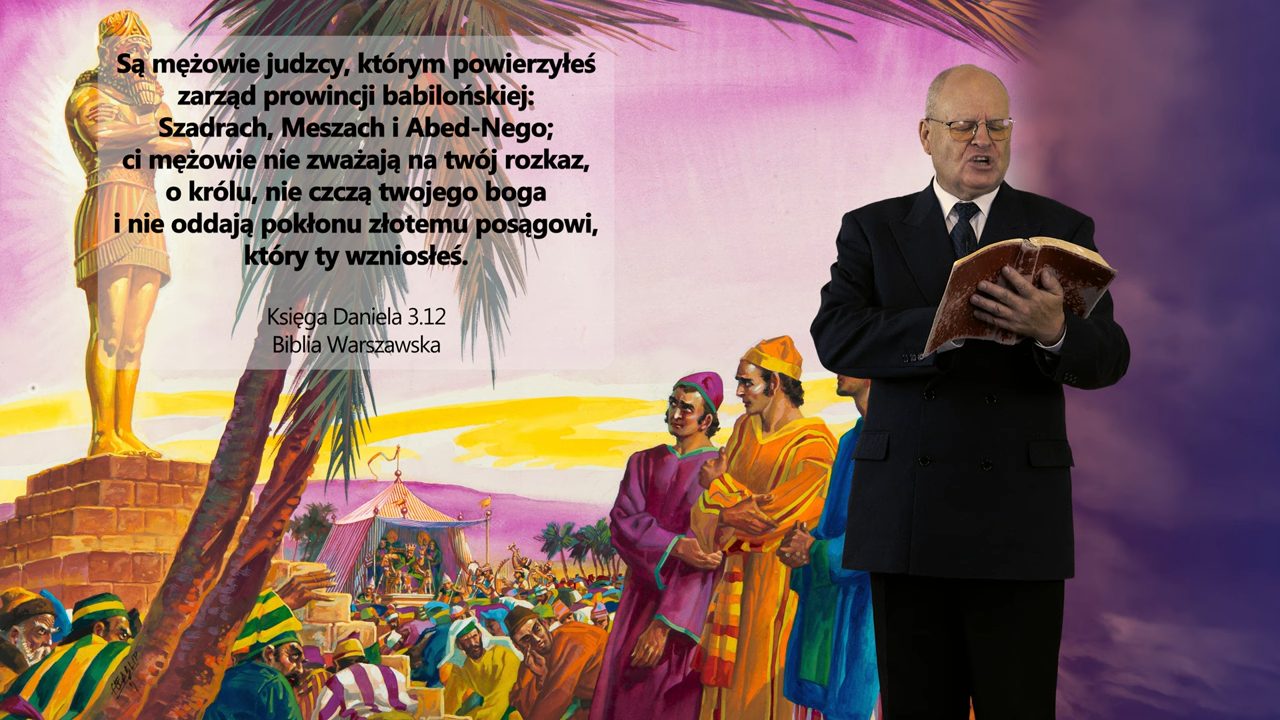 Są mężowie judzcy, którym powierzyłeś
zarząd prowincji babilońskiej:
Szadrach, Meszach i Abed-Nego;
ci mężowie nie zważają na twój rozkaz,
o królu, nie czczą twojego boga
i nie oddają pokłonu złotemu posągowi,
który ty wzniosłeś.
Księga Daniela 3.12
Biblia Warszawska